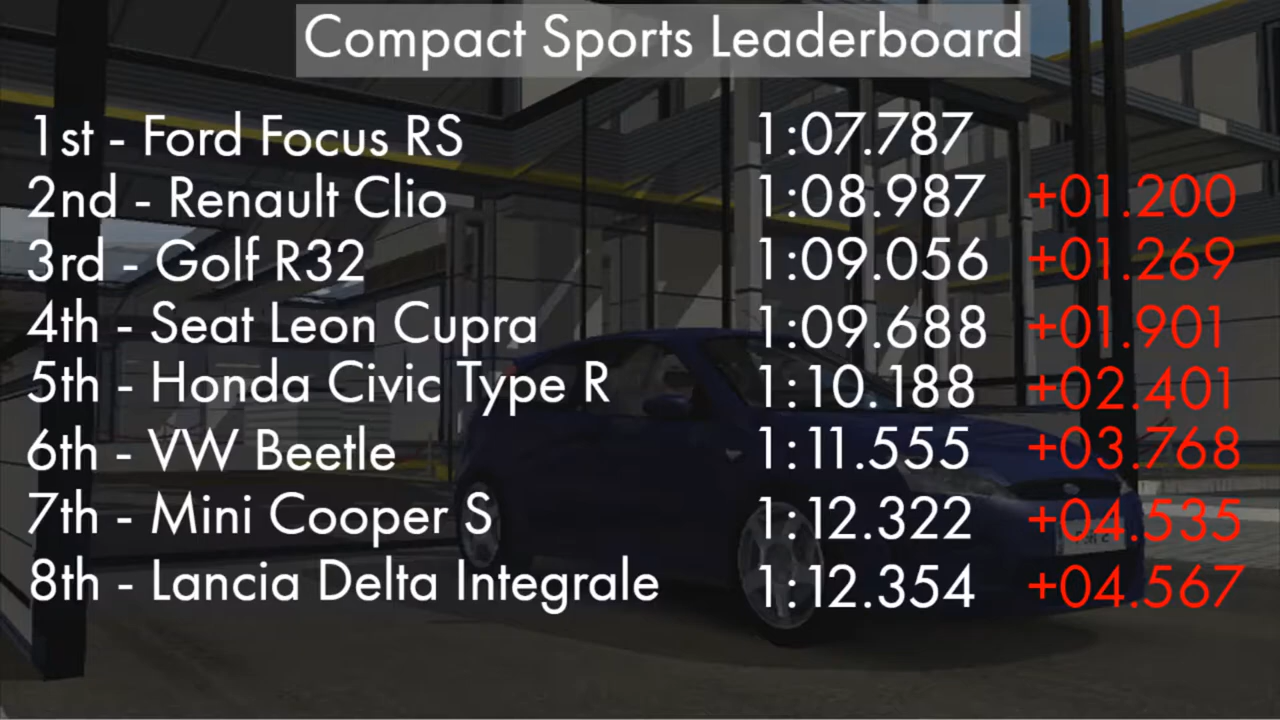 Compact Sports Leaderboard
1st - Ford Focus RS 1:07.787
2nd - Renault Clio 1:08.987 +01.200
3rd - Golf R32 1:09.056 +01.269
4th - Seat Leon Cupra 1:09.688 +01.901
5th - Honda Civic Type R 1:10.188 +02.401
6th - VW Beetle 1:11.555 +03.768
7th - Mini Cooper S 1:12.322 +04.535
8th - Lancia Delta Integrale 1:12.354 +04.567